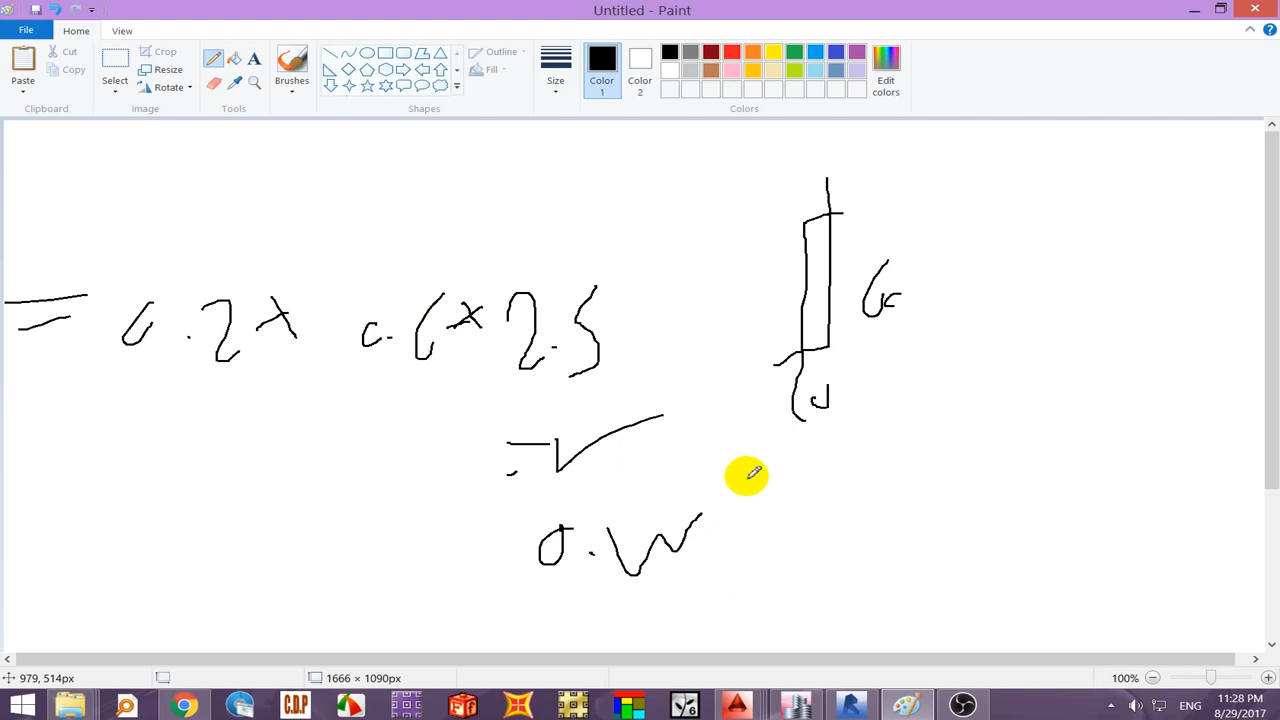 Untitled - Paint
File
Home
View
Paste
Cut
Copy
Clipboard
Select
Crop
Resize
Rotate
Image
Tools
Brushes
Outline
Fill
Shapes
Size
Color 1
Color 2
Edit colors
Colors
= 0.2 x 0.6 x 2.5
=
0.W
979, 514px
1666 × 1090px
100%
C.D.P
6
ENG
11:28 PM
8/29/2017